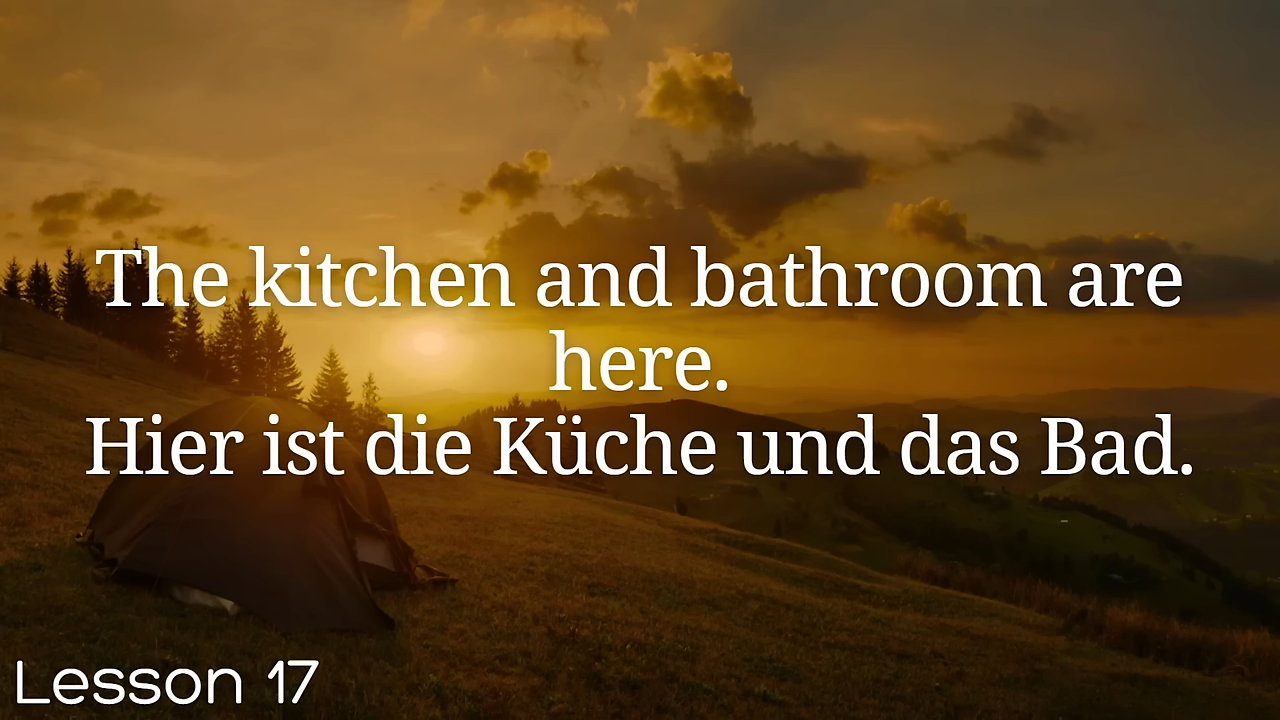 The kitchen and bathroom are
here.
Hier ist die Küche und das Bad.
Lesson 17